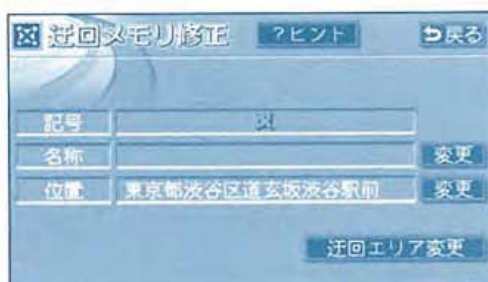 迂回メモリ修正 ?ヒント 戻る
記号
名称 変更
位置 東京都渋谷区道玄坂渋谷駅前 変更
迂回エリア変更